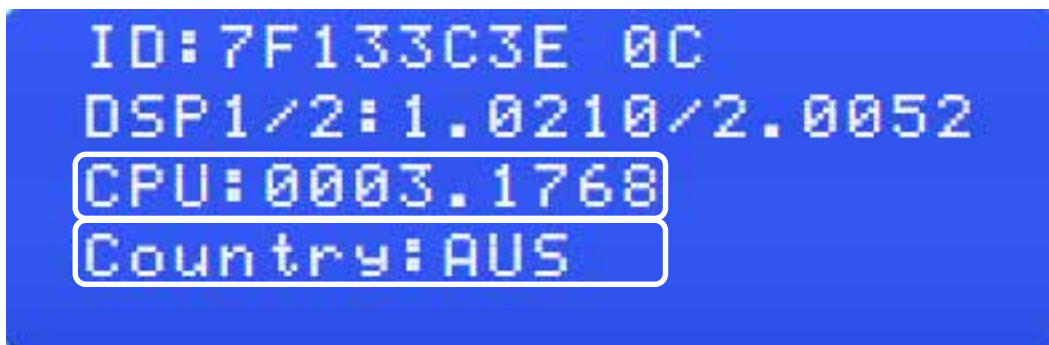 ID:7F133C3E 0C
DSP1/2:1.0210/2.0052
CPU:0003.1768
Country:AUS